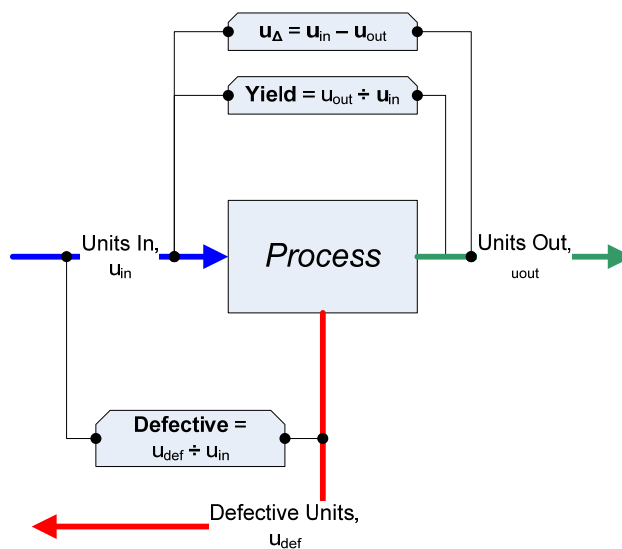 uΔ = uin – uout
Yield = uout ÷ uin
Units In,
uin
Process
Units Out,
uout
Defective =
udef ÷ uin
Defective Units,
udef